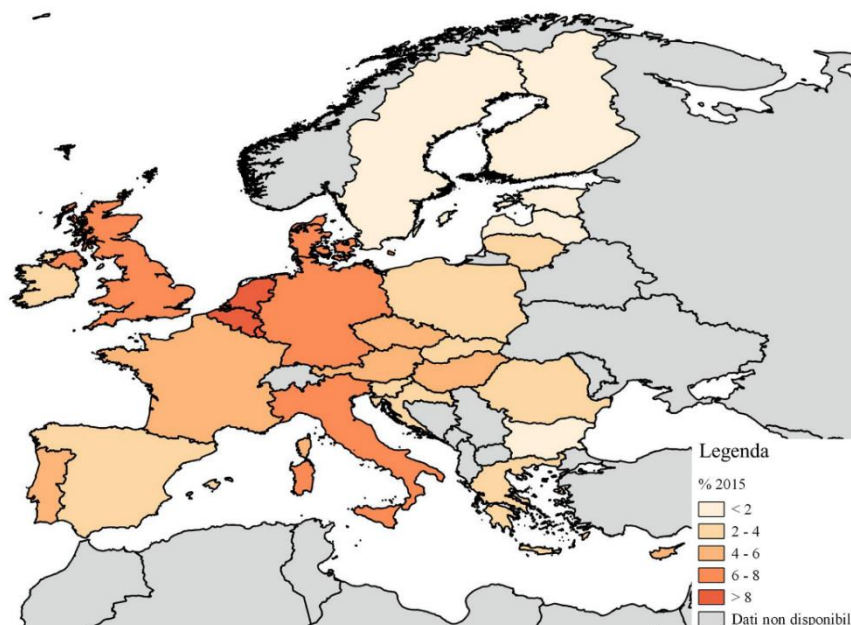 Legenda
% 2015
< 2
2 - 4
4 - 6
6 - 8
> 8
Dati non disponibil